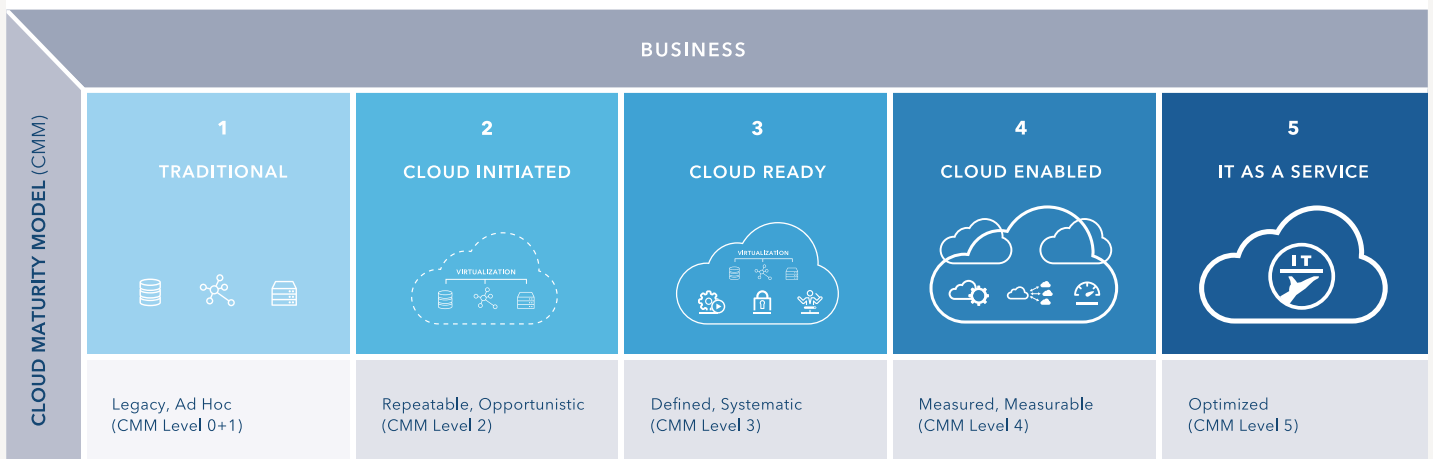 BUSINESS
CLOUD MATURITY MODEL (CMM)
1
TRADITIONAL
Legacy, Ad Hoc
(CMM Level 0+1)
2
CLOUD INITIATED
VIRTUALIZATION
Repeatable, Opportunistic
(CMM Level 2)
3
CLOUD READY
VIRTUALIZATION
Defined, Systematic
(CMM Level 3)
4
CLOUD ENABLED
Measured, Measurable
(CMM Level 4)
5
IT AS A SERVICE
IT
Optimized
(CMM Level 5)